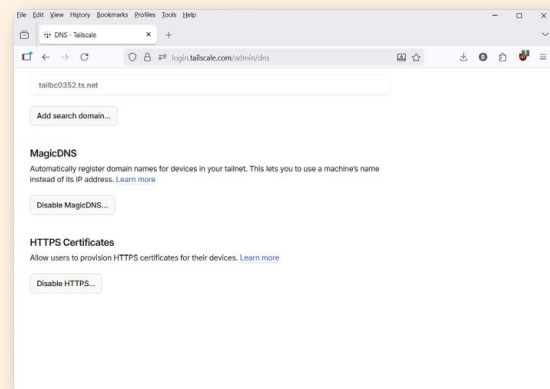 File Edit View History Bookmarks Profiles Tools Help
DNS - Tailscale
login.tailscale.com/admin/dns
tailbc0352.ts.net
Add search domain...
MagicDNS
Automatically register domain names for devices in your tailnet. This lets you to use a machine's name
instead of its IP address. Learn more
Disable MagicDNS...
HTTPS Certificates
Allow users to provision HTTPS certificates for their devices. Learn more
Disable HTTPS...